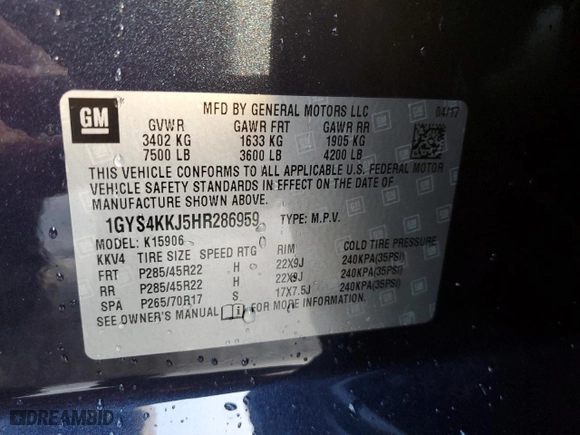 GM
MFD BY GENERAL MOTORS LLC 04/17
GVWR GAWR FRT GAWR RR
3402 KG 1633 KG 1905 KG
7500 LB 3600 LB 4200 LB
THIS VEHICLE CONFORMS TO ALL APPLICABLE U.S. FEDERAL MOTOR
VEHICLE SAFETY STANDARDS IN EFFECT ON THE DATE OF
MANUFACTURE SHOWN ABOVE.
1GYS4KKJ5HR286959 TYPE: M.P.V.
MODEL: K15906
KKV4 TIRE SIZE SPEED RTG RIM COLD TIRE PRESSURE
FRT P285/45R22 H 22X9J 240KPA(35PSI)
RR P285/45R22 H 22X9J 240KPA(35PSI)
SPA P265/70R17 S 17X7.5J 240KPA(35PSI)
SEE OWNER'S MANUAL FOR MORE INFORMATION.
DREAMBID